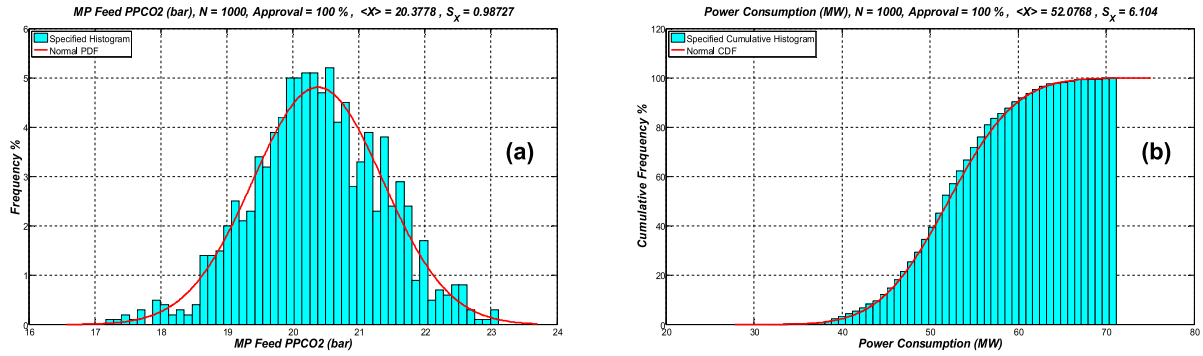 MP Feed PPCO2 (bar), N = 1000, Approval = 100 % , <X> = 20.3778 , S_X = 0.98727
6
Specified Histogram
Normal PDF
5
4
3
2
1
0
Frequency %
(a)
16 17 18 19 20 21 22 23 24
MP Feed PPCO2 (bar)
Power Consumption (MW), N = 1000, Approval = 100 % , <X> = 52.0768 , S_X = 6.104
120
Specified Cumulative Histogram
Normal CDF
100
80
60
40
20
0
Cumulative Frequency %
(b)
20 30 40 50 60 70 80
Power Consumption (MW)